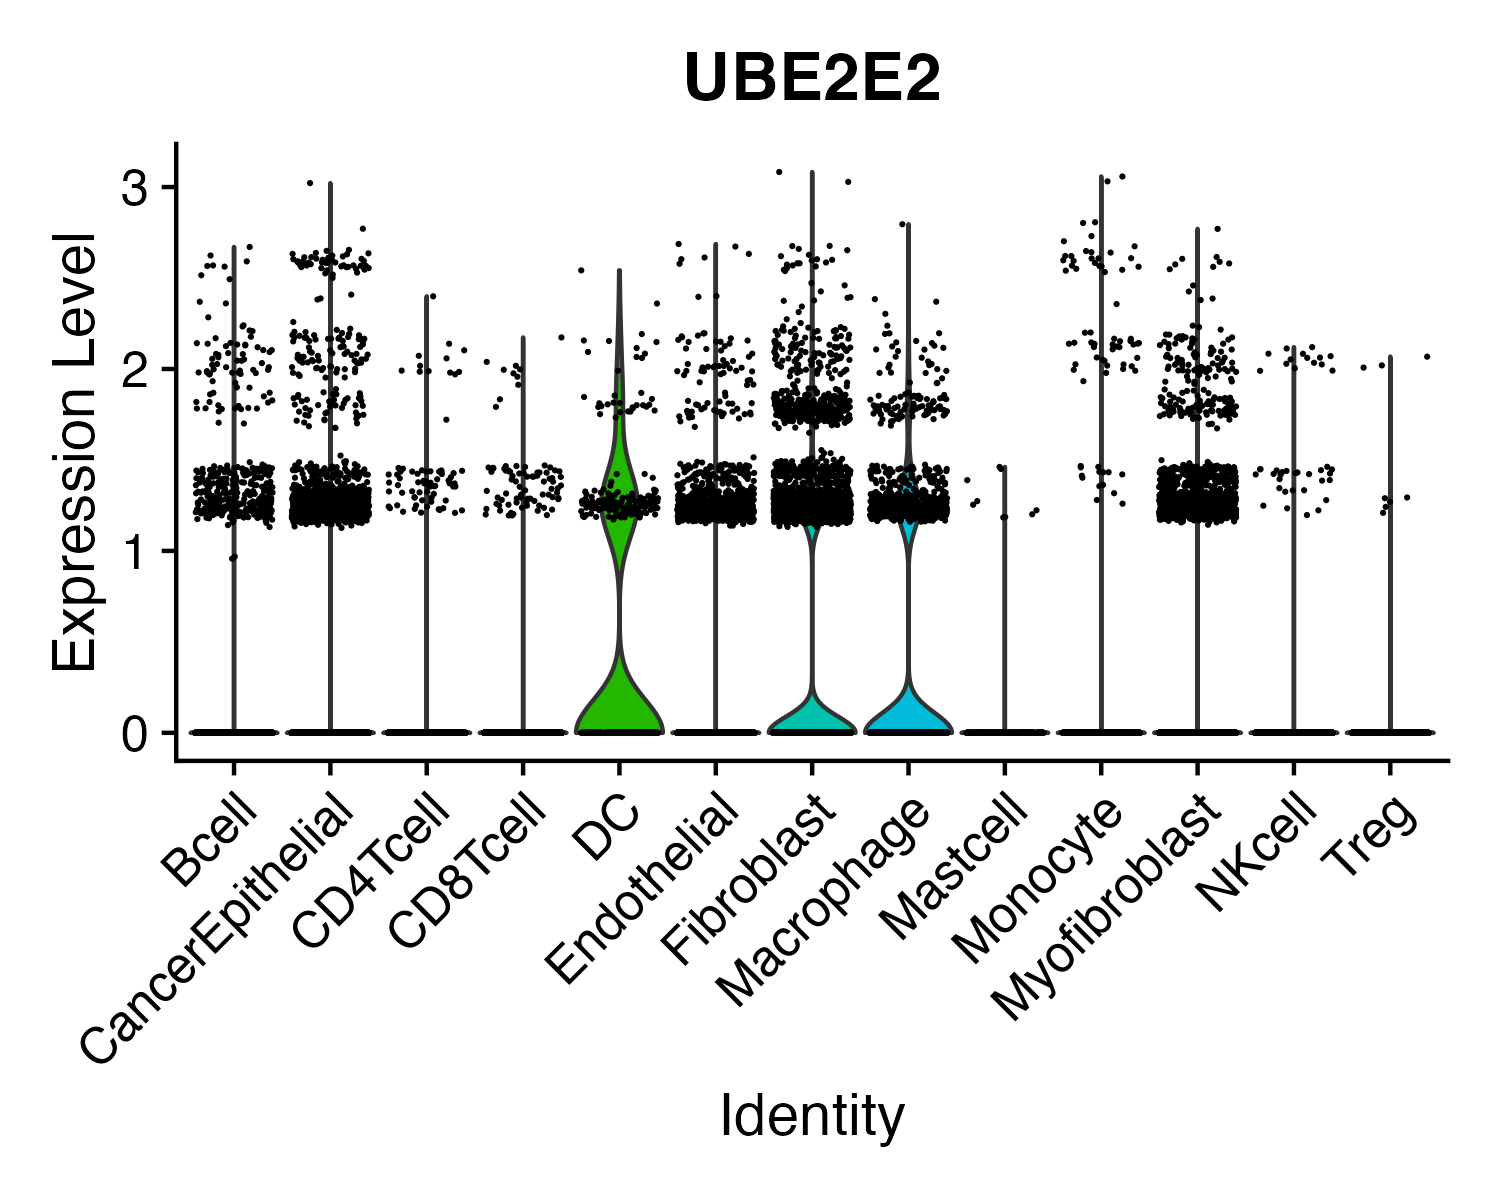 UBE2E2
Expression Level
3
2
1
0
Bcell
CancerEpithelial
CD4Tcell
CD8Tcell
DC
Endothelial
Fibroblast
Macrophage
Mastcell
Monocyte
Myofibroblast
NKcell
Treg
Identity